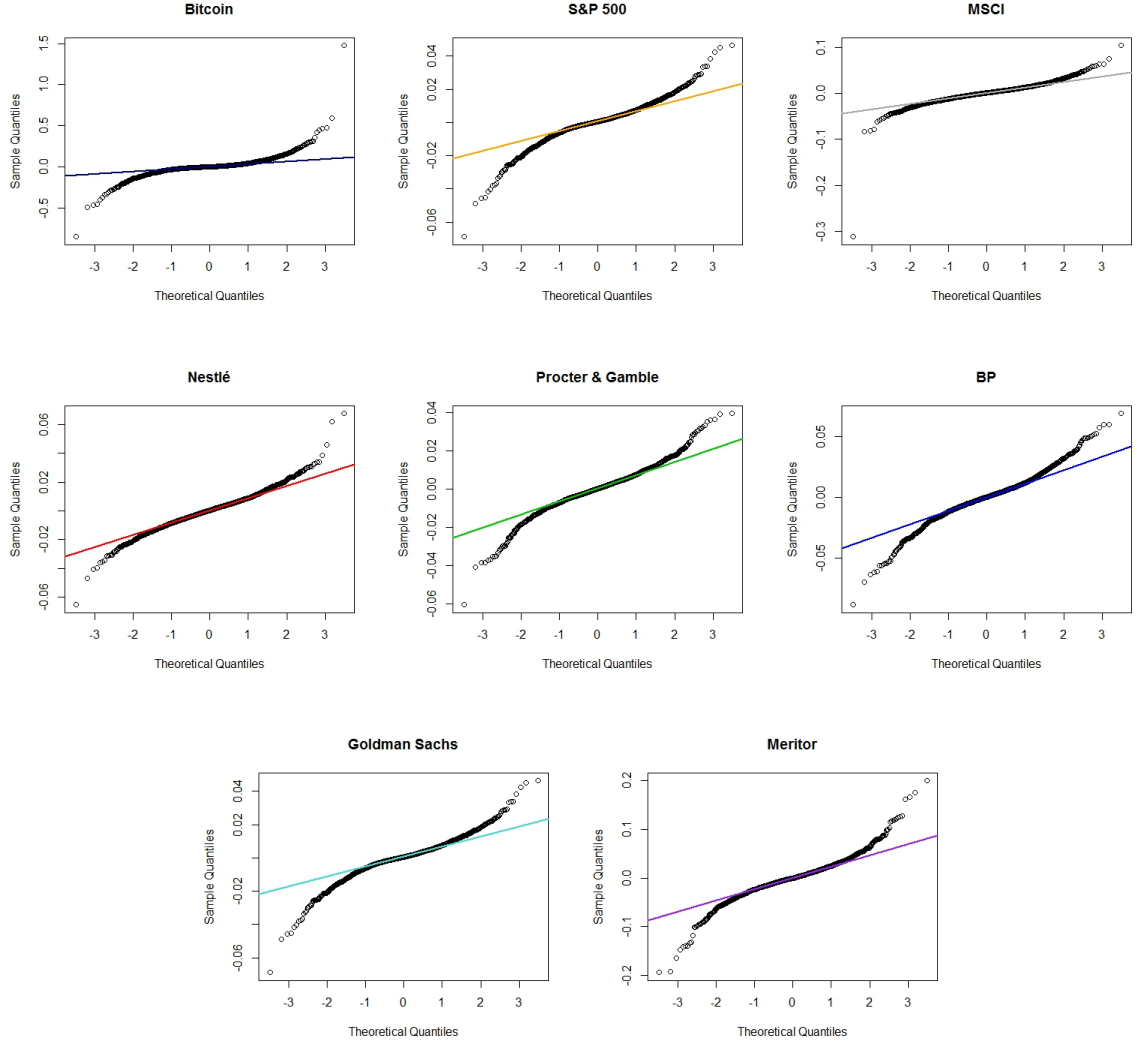 Bitcoin S&P 500 MSCI
Sample Quantiles Sample Quantiles Sample Quantiles
1.5 1.0 0.5 0.0 -0.5
0.04 0.02 -0.02 -0.06
0.1 0.0 -0.1 -0.2 -0.3
-3 -2 -1 0 1 2 3 -3 -2 -1 0 1 2 3 -3 -2 -1 0 1 2 3
Theoretical Quantiles Theoretical Quantiles Theoretical Quantiles
Nestlé Procter & Gamble BP
Sample Quantiles Sample Quantiles Sample Quantiles
0.06 0.02 -0.02 -0.06
0.04 0.02 0.00 -0.02 -0.04 -0.06
0.05 0.00 -0.05
-3 -2 -1 0 1 2 3 -3 -2 -1 0 1 2 3 -3 -2 -1 0 1 2 3
Theoretical Quantiles Theoretical Quantiles Theoretical Quantiles
Goldman Sachs Meritor
Sample Quantiles Sample Quantiles
0.04 0.02 -0.02 -0.06
0.2 0.1 0.0 -0.1 -0.2
-3 -2 -1 0 1 2 3 -3 -2 -1 0 1 2 3
Theoretical Quantiles Theoretical Quantiles